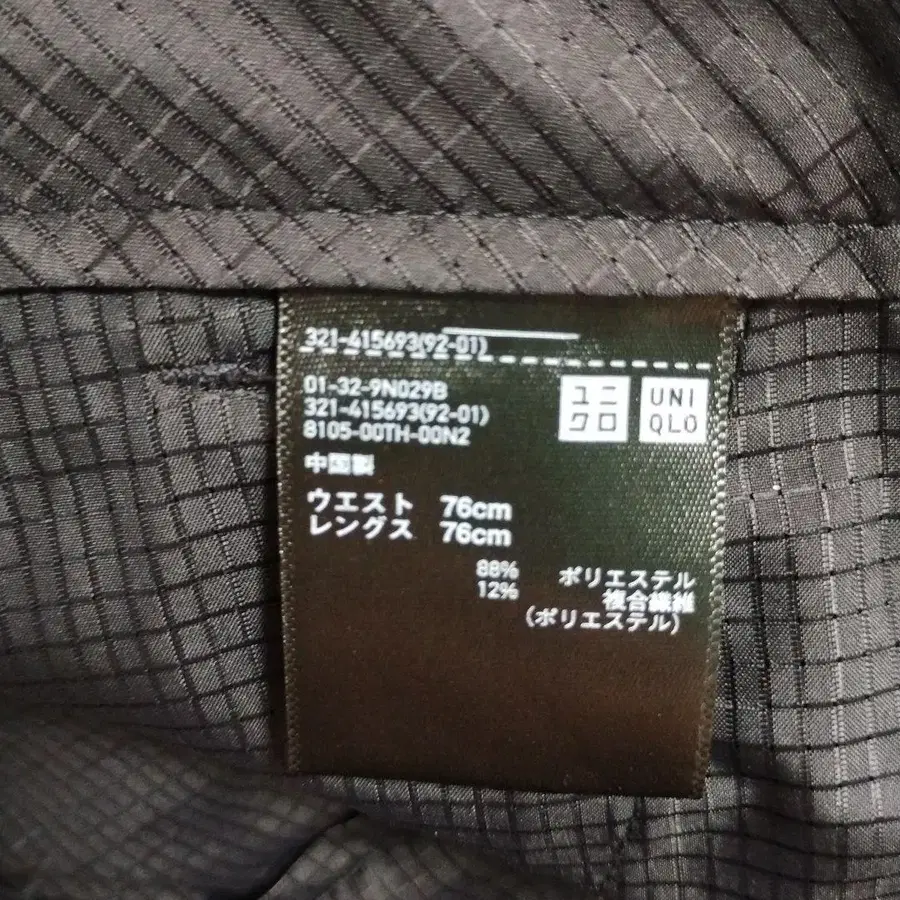 321-415693(92-01)
01-32-9N029B
321-415693(92-01)
8105-00TH-00N2
ユニ
クロ
UNI
QLO
中国製
ウエスト 76cm
レングス 76cm
88% ポリエステル
12% 複合繊維
(ポリエステル)